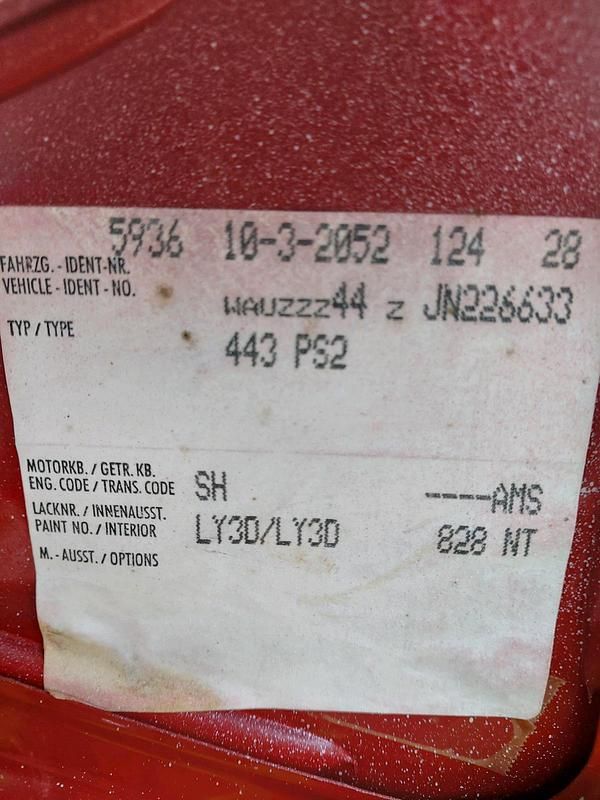 5936 10-3-2052 124 28
FAHRZG. - IDENT-NR.
VEHICLE - IDENT - NO.
WAUZZZ44 Z JN226633
TYP / TYPE
443 PS2
MOTORKB. / GETR. KB.
ENG. CODE / TRANS. CODE SH ----AMS
LACKNR. / INNENAUSST.
PAINT NO. / INTERIOR LY3D/LY3D 828 NT
M. - AUSST. / OPTIONS